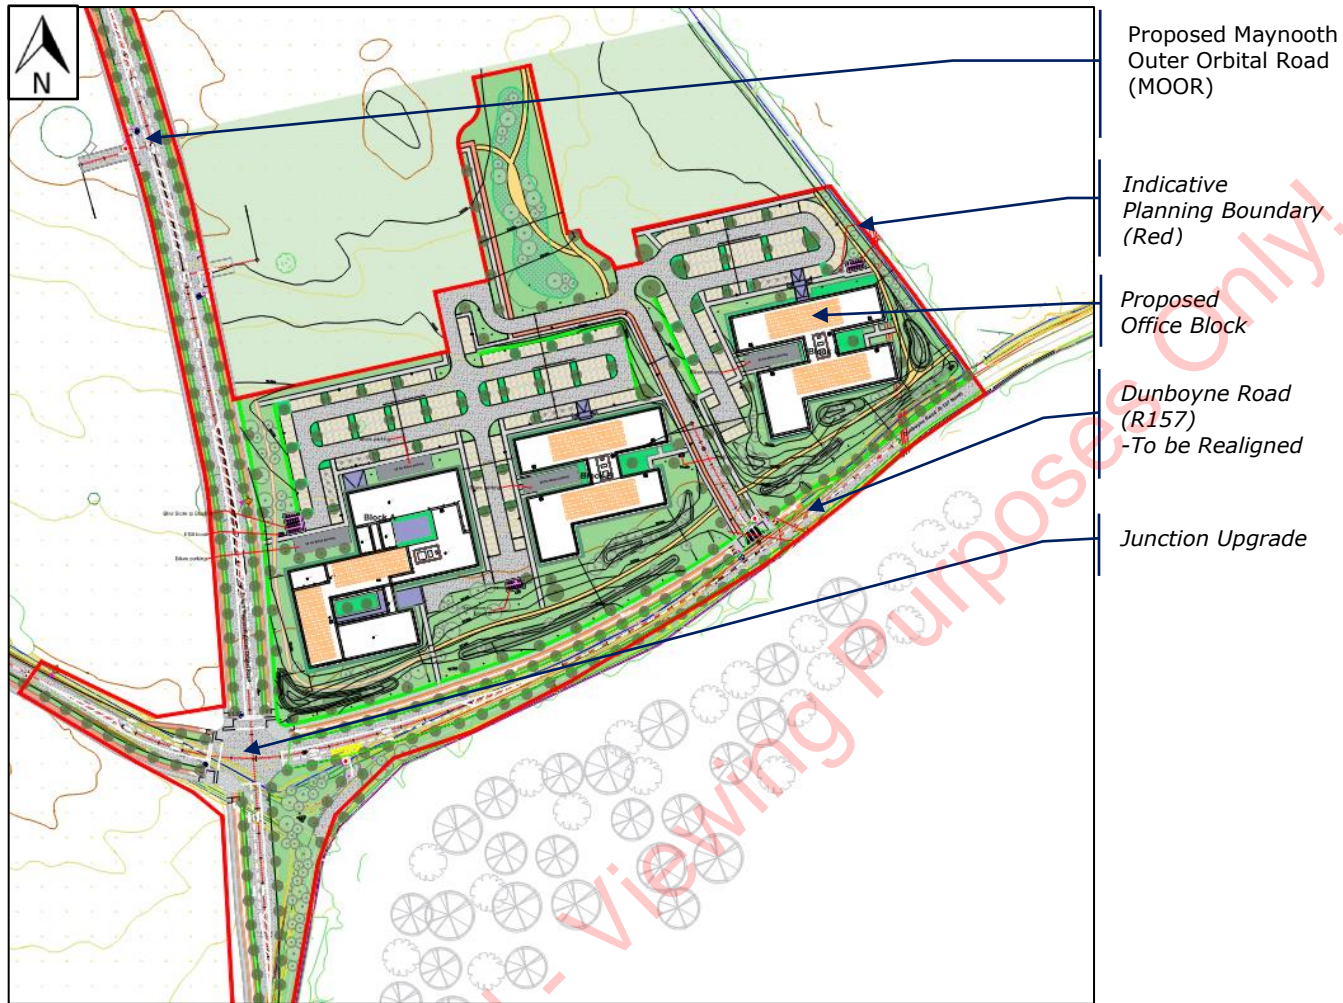 N
Proposed Maynooth
Outer Orbital Road
(MOOR)
Indicative
Planning Boundary
(Red)
Proposed
Office Block
Dunboyne Road
(R157)
-To be Realigned
Junction Upgrade
Block A
- Viewing Purposes Only!